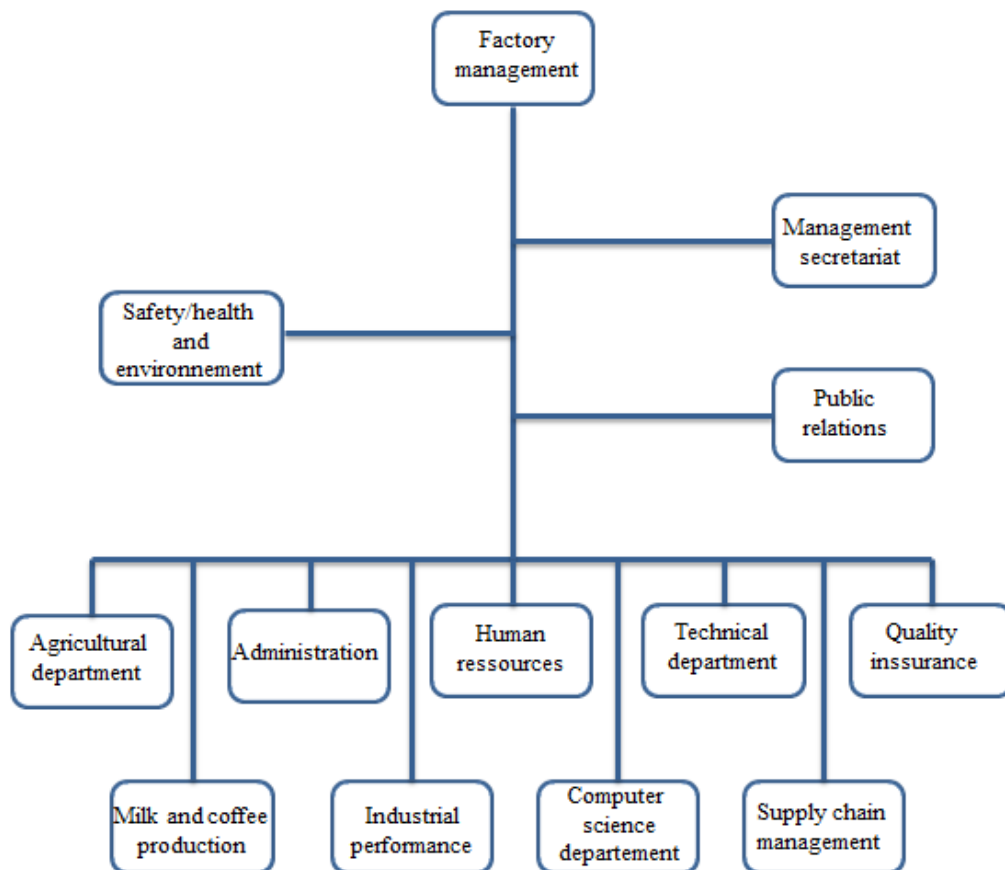 Factory
management
Management
secretariat
Safety/health
and
environnement
Public
relations
Agricultural
department
Administration
Human
ressources
Technical
department
Quality
inssurance
Milk and coffee
production
Industrial
performance
Computer
science
departement
Supply chain
management